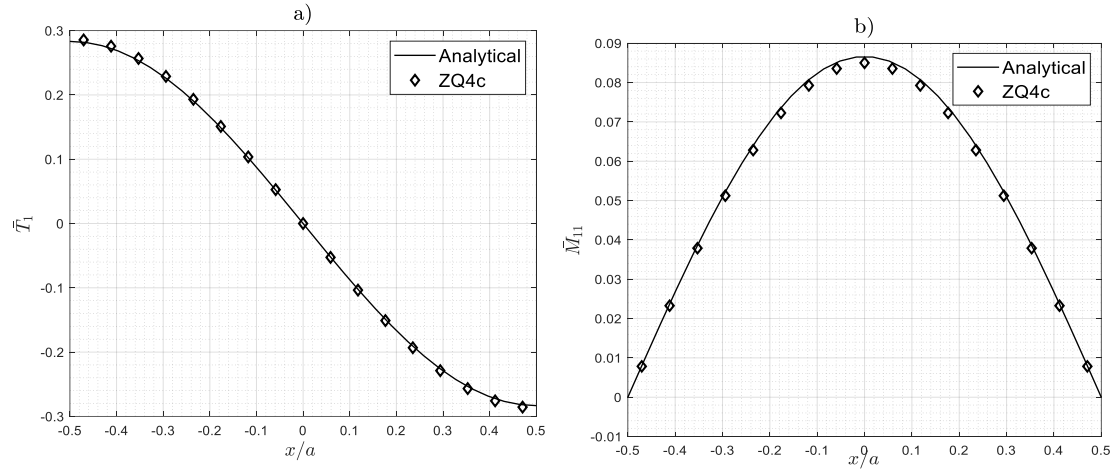 a)
0.3
0.2
0.1
0
-0.1
-0.2
-0.3
T̄₁
-0.5 -0.4 -0.3 -0.2 -0.1 0 0.1 0.2 0.3 0.4 0.5
x/a
Analytical
ZQ4c
b)
0.09
0.08
0.07
0.06
0.05
0.04
0.03
0.02
0.01
0
-0.01
M̄₁₁
-0.5 -0.4 -0.3 -0.2 -0.1 0 0.1 0.2 0.3 0.4 0.5
x/a
Analytical
ZQ4c